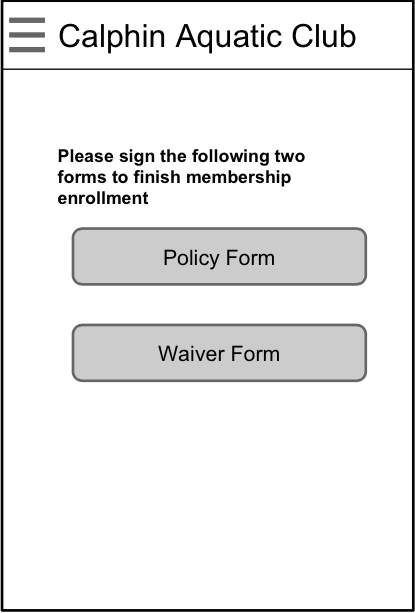 Calphin Aquatic Club
Please sign the following two
forms to finish membership
enrollment
Policy Form
Waiver Form